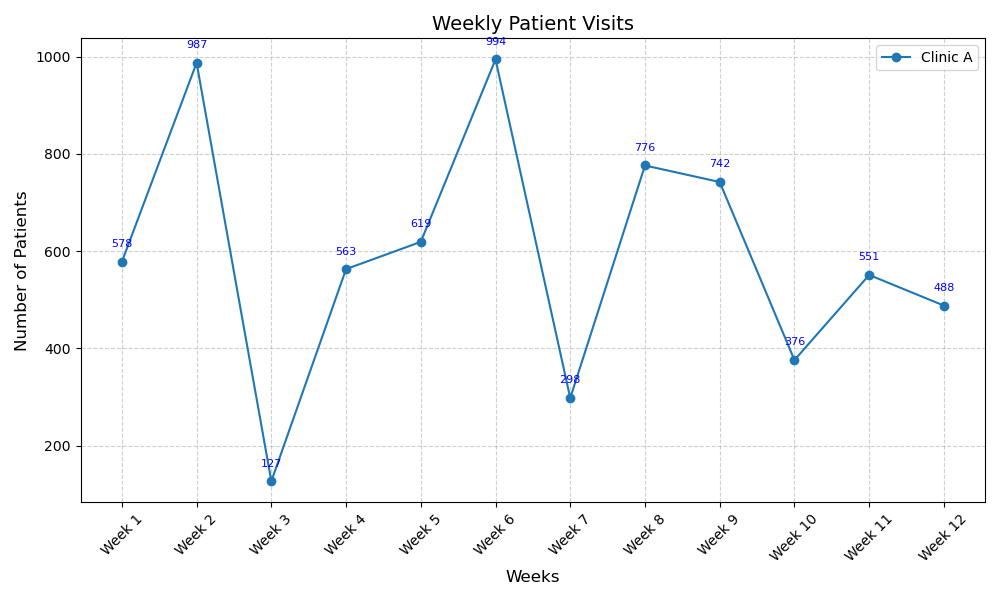 Weekly Patient Visits
Clinic A
Number of Patients
1000
800
600
400
200
578
987
127
563
619
994
298
776
742
376
551
488
Week 1
Week 2
Week 3
Week 4
Week 5
Week 6
Week 7
Week 8
Week 9
Week 10
Week 11
Week 12
Weeks